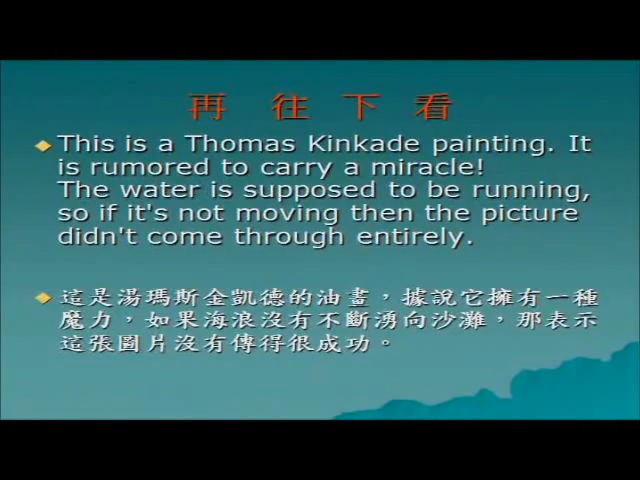 再 往 下 看
This is a Thomas Kinkade painting. It
is rumored to carry a miracle!
The water is supposed to be running,
so if it's not moving then the picture
didn't come through entirely.
這是湯瑪斯金凱德的油畫，據說它擁有一種
魔力，如果海浪沒有不斷湧向沙灘，那表示
這張圖片沒有傳得很成功。